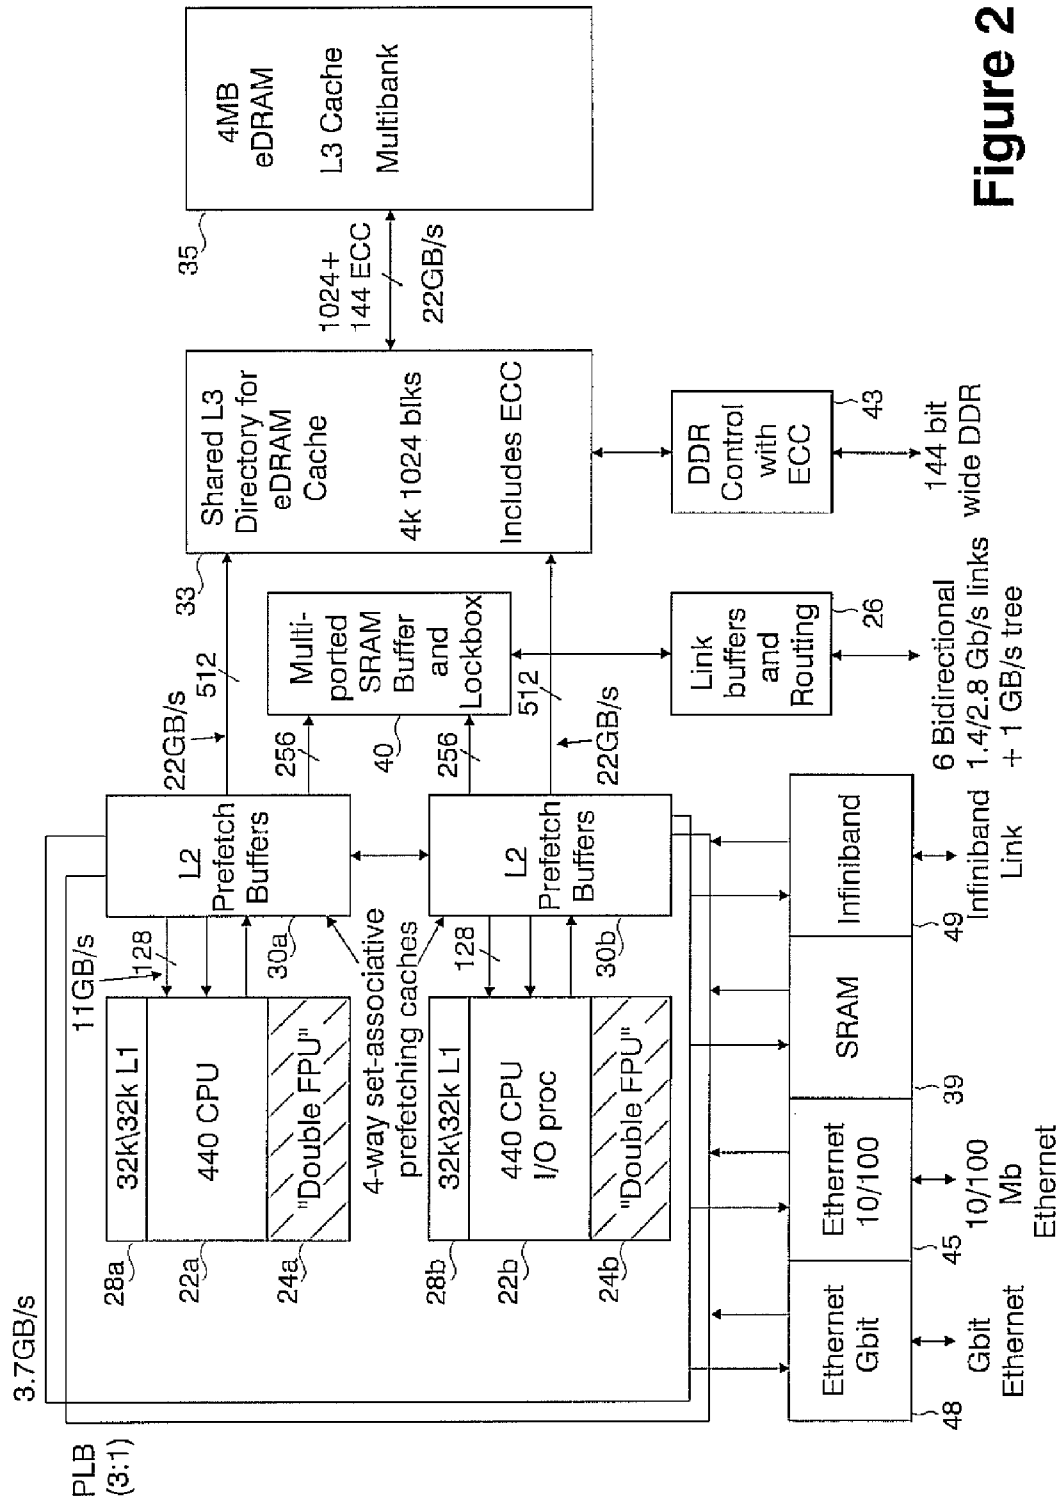 PLB
(3:1)
3.7GB/s
32k\32k L1
440 CPU
"Double FPU"
28a
22a
24a
11GB/s
128
L2
Prefetch
Buffers
30a
4-way set-associative
prefetching caches
32k\32k L1
440 CPU
I/O proc
"Double FPU"
28b
22b
24b
128
L2
Prefetch
Buffers
30b
22GB/s
512
256
256
512
22GB/s
Multi-
ported
SRAM
Buffer
and
Lockbox
40
Shared L3
Directory for
eDRAM
Cache
4k 1024 blks
Includes ECC
33
1024+
144 ECC
22GB/s
4MB
eDRAM
L3 Cache
Multibank
35
Ethernet
Gbit
48
Gbit
Ethernet
Ethernet
10/100
45
10/100
Mb
Ethernet
SRAM
39
Infiniband
49
Infiniband
Link
Link
buffers
and
Routing
26
6 Bidirectional
1.4/2.8 Gb/s links
+ 1 GB/s tree
DDR
Control
with
ECC
43
144 bit
wide DDR
Figure 2